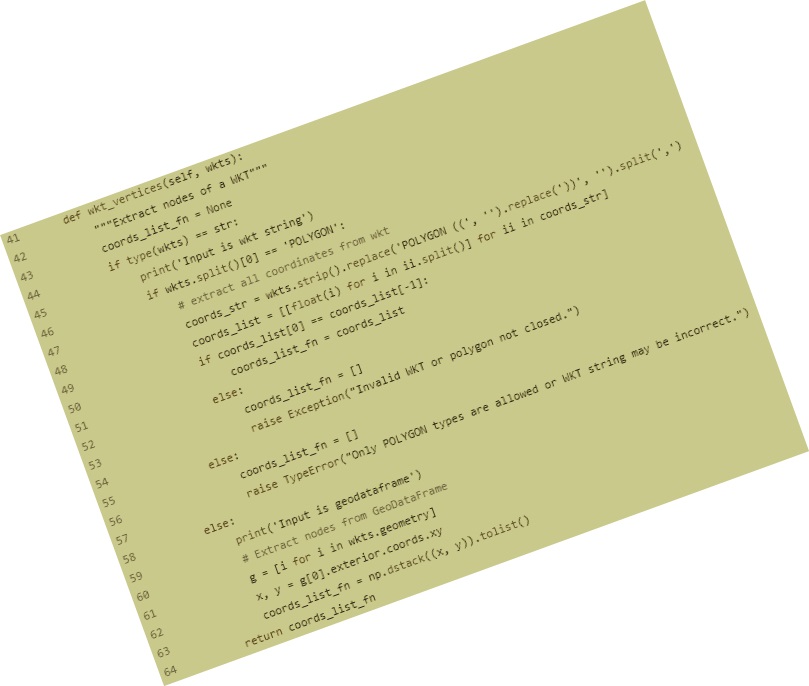 41 def wkt_vertices(self, wkts):
42 """Extract nodes of a WKT"""
43 coords_list_fn = None
44 if type(wkts) == str:
45 print('Input is wkt string')
46 if wkts.split()[0] == 'POLYGON':
47 # extract all coordinates from wkt
48 coords_str = wkts.strip().replace('POLYGON ((', '').replace('))', '').split(',')
49 coords_list = [[float(i) for i in ii.split()] for ii in coords_str]
50 if coords_list[0] == coords_list[-1]:
51 coords_list_fn = coords_list
52 else:
53 coords_list_fn = []
54 raise Exception("Invalid WKT or polygon not closed.")
55 else:
56 coords_list_fn = []
57 raise TypeError("Only POLYGON types are allowed or WKT string may be incorrect.")
58 else:
59 print('Input is geodataframe')
60 # Extract nodes from GeoDataFrame
61 g = [i for i in wkts.geometry]
62 x, y = g[0].exterior.coords.xy
63 coords_list_fn = np.dstack((x, y)).tolist()
64 return coords_list_fn